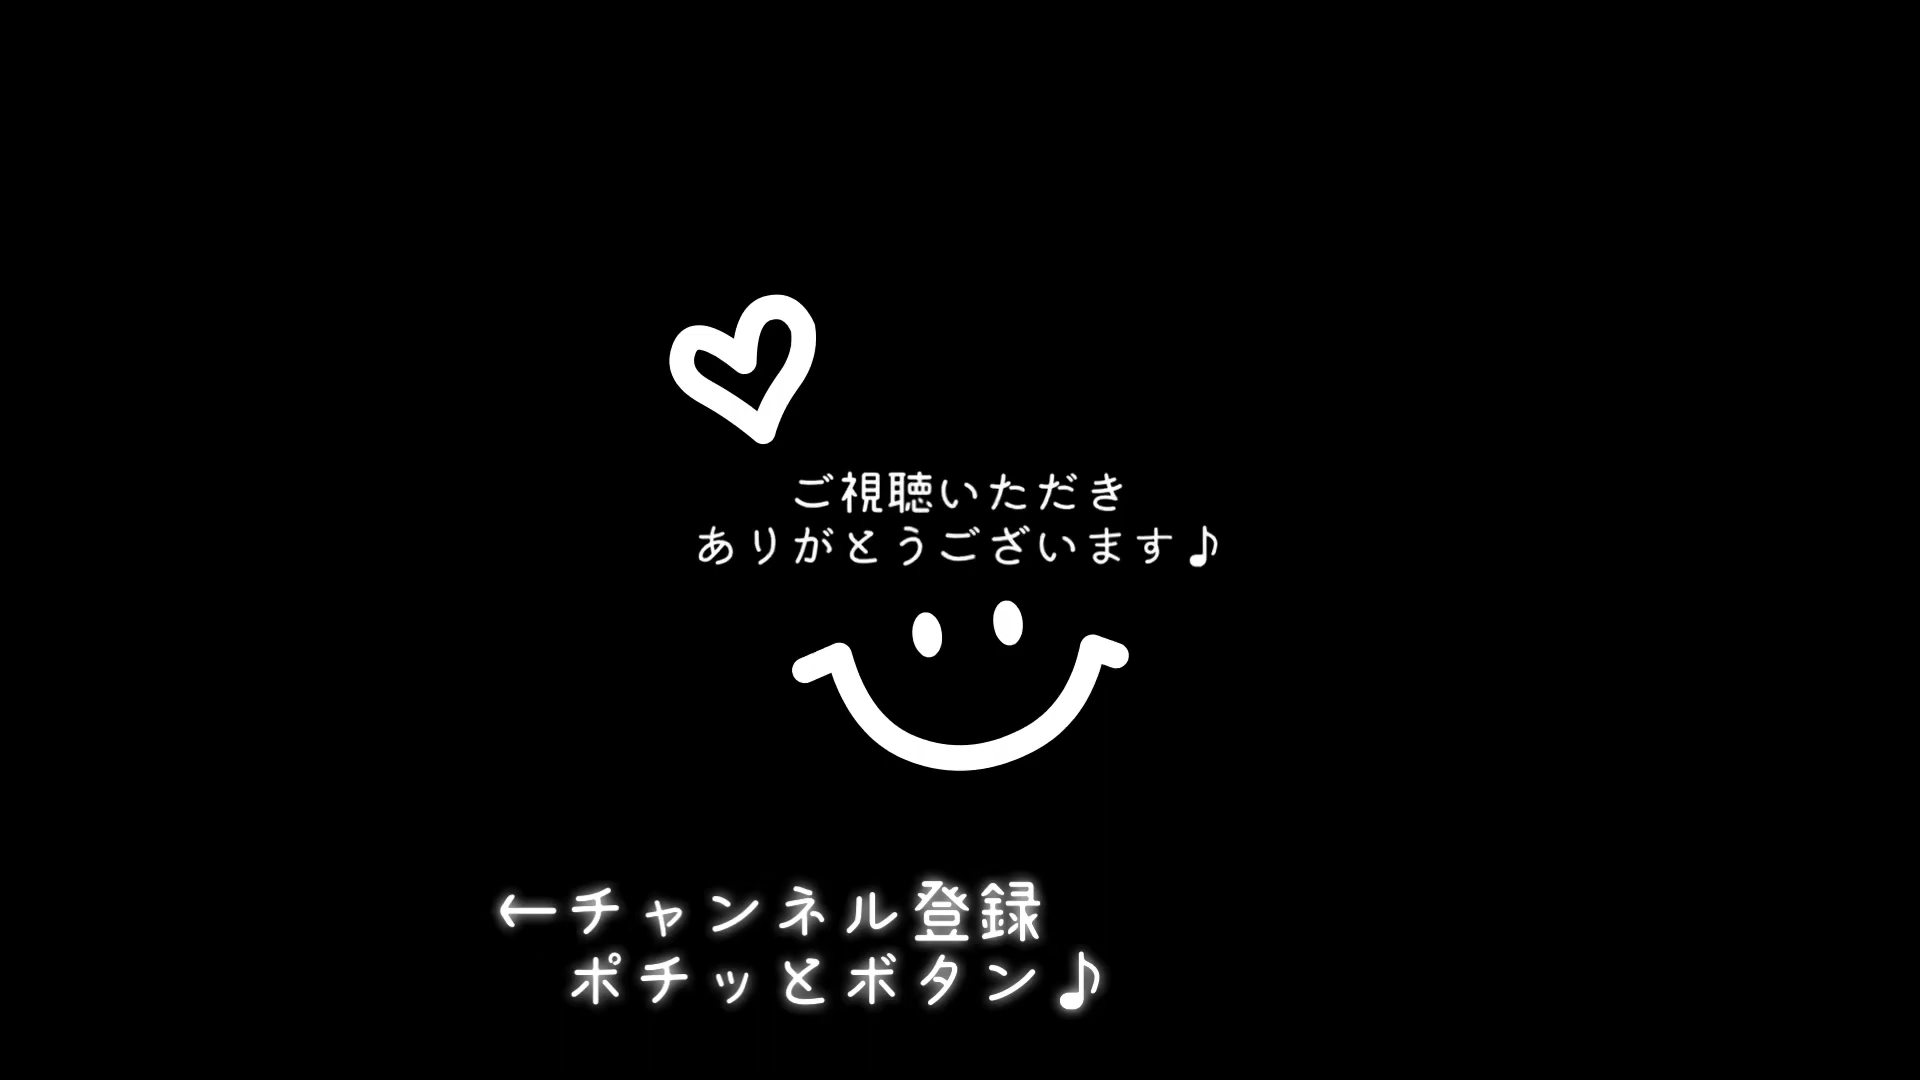 ご視聴いただき
ありがとうございます♪
←チャンネル登録
ポチッとボタン♪